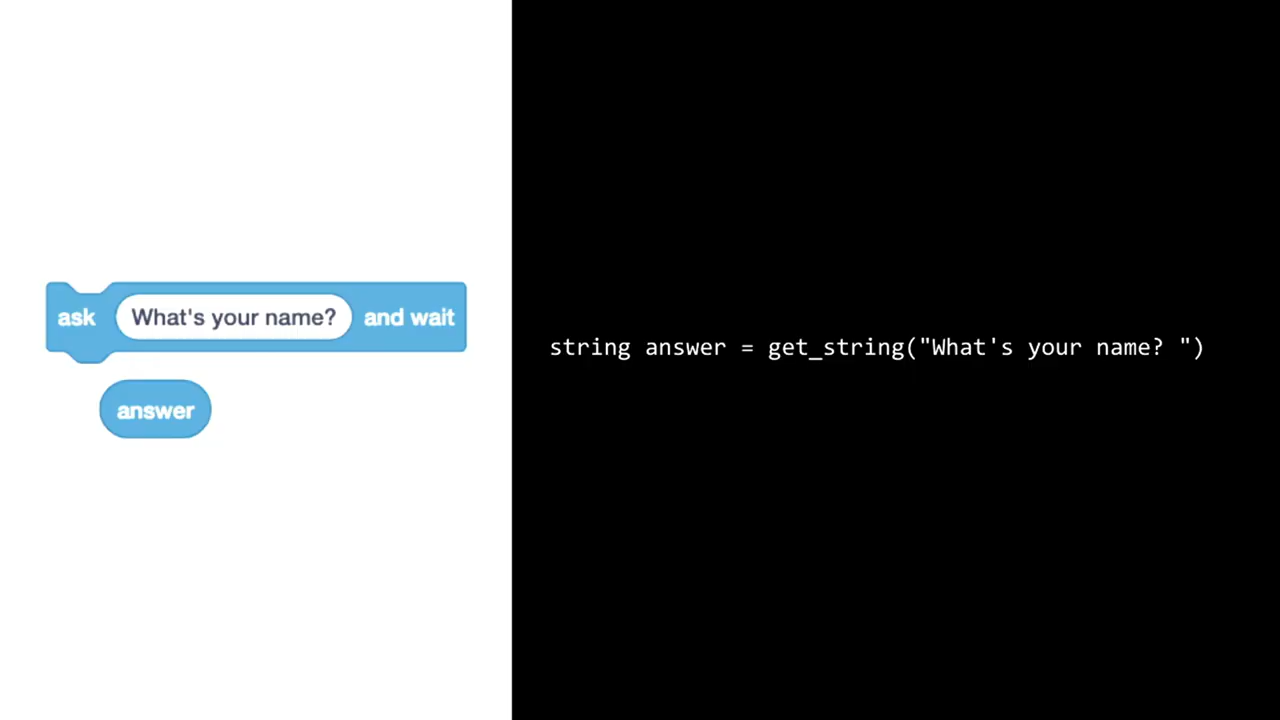 ask What's your name? and wait
answer
string answer = get_string("What's your name? ")